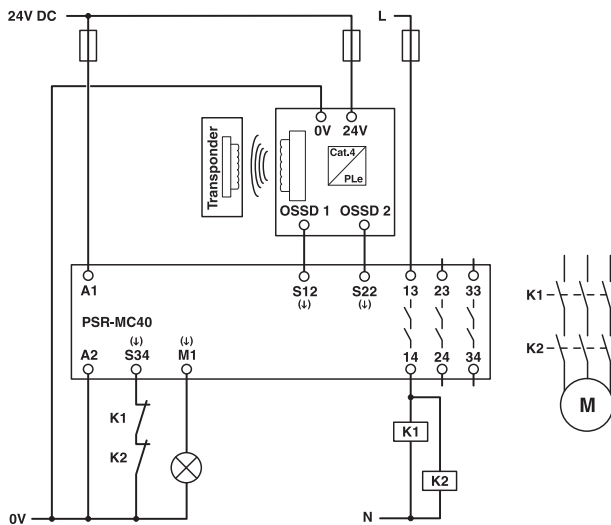 24V DC
L
0V 24V
Transponder
Cat.4
PLe
OSSD 1 OSSD 2
A1
S12 (↓)
S22 (↓)
13 23 33
PSR-MC40
A2
(↓) S34
(↓) M1
14 24 34
K1
K2
K1
K2
K1
K2
M
0V
N